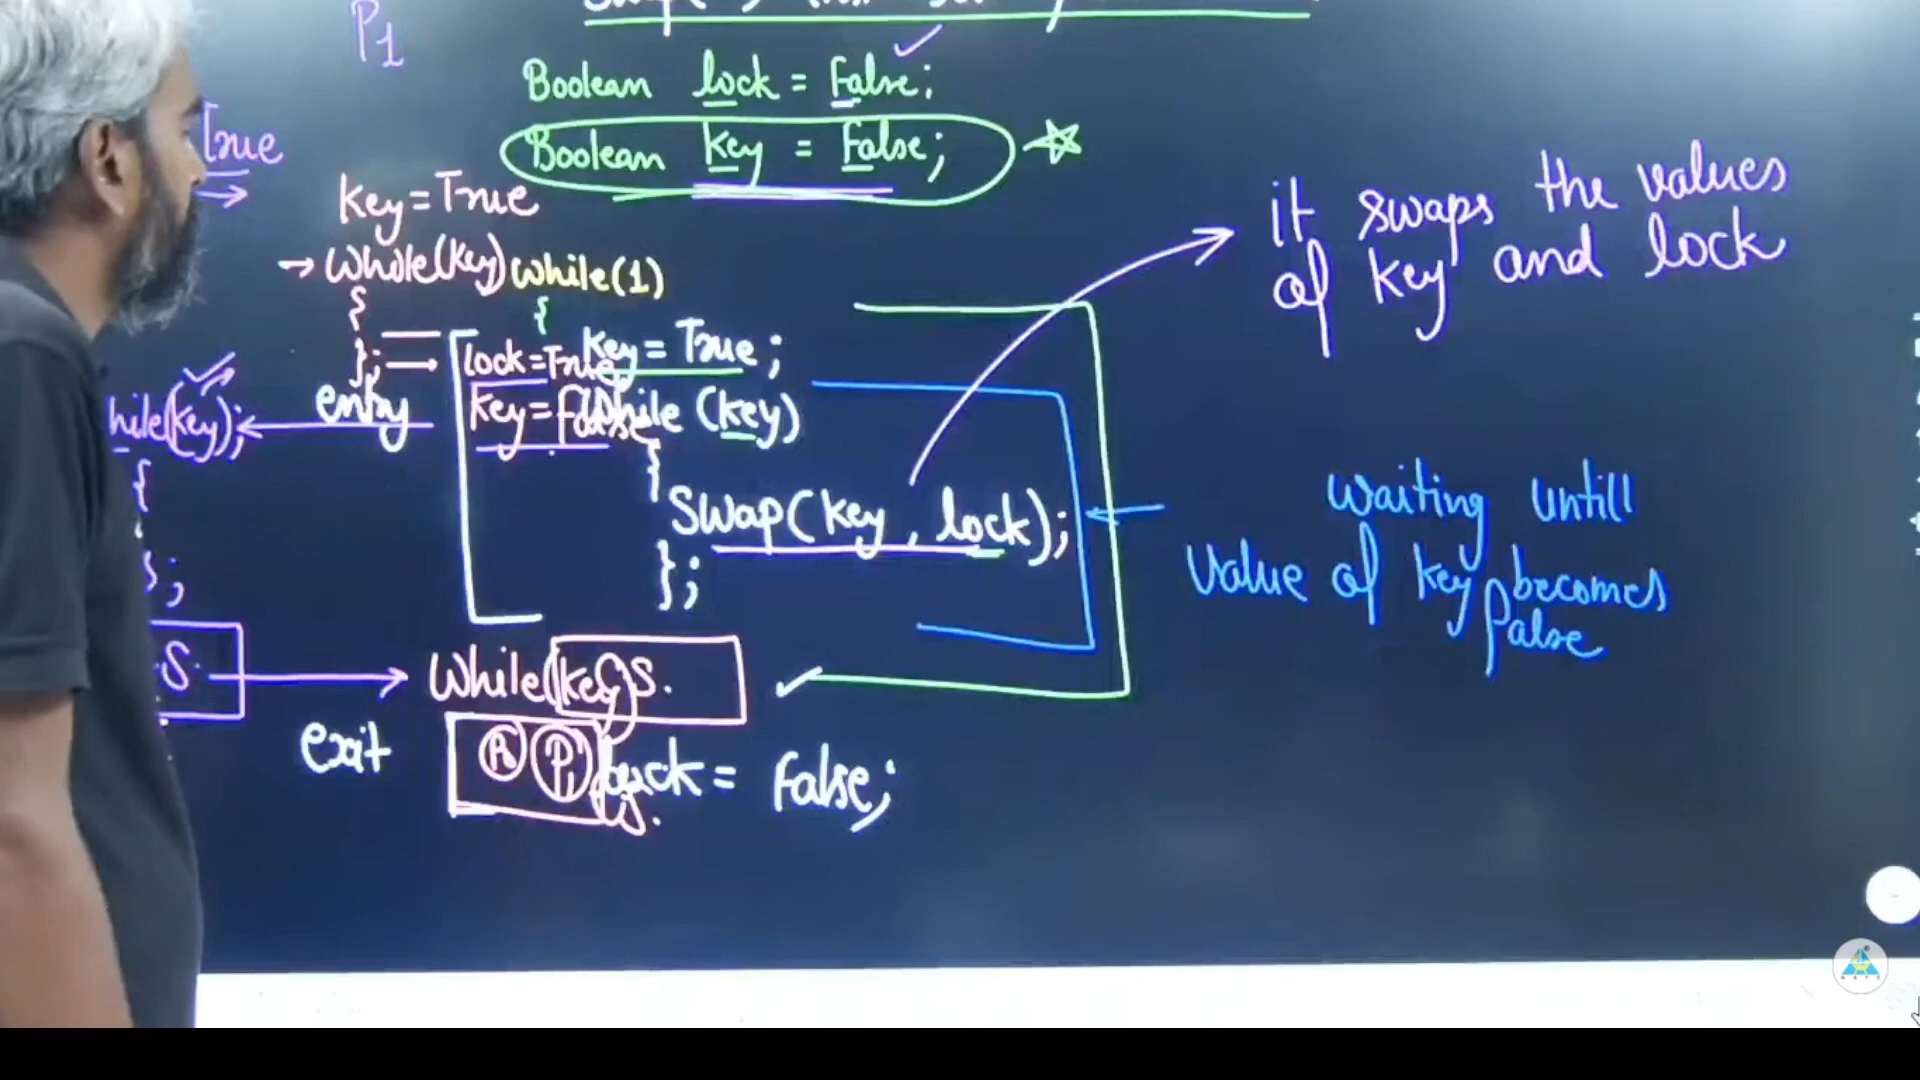 P1
Boolean lock = False;
True
Boolean key = False;
key=True
it swaps the values
of key and lock
→ Whole(key) while(1)
{
{
};
lock=True
key = True;
hile(key);
entry
key=false
while (key)
{
{
Swap(key, lock);
waiting untill
value of key becomes
false
S;
};
S.
While(key)
S.
exit
P1
lock = False;